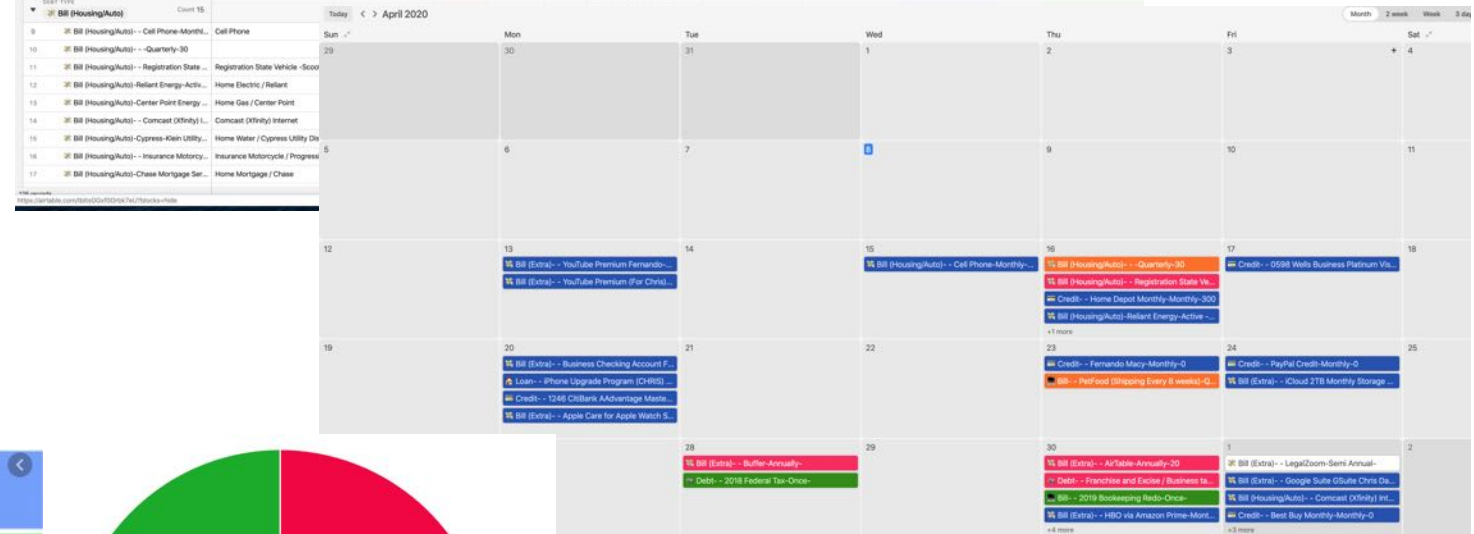 DEBT TYPE
Bill (Housing/Auto) Count 15
9 Bill (Housing/Auto)- - Cell Phone-Monthl... Cell Phone
10 Bill (Housing/Auto)- - -Quarterly-30
11 Bill (Housing/Auto)- - Registration State ... Registration State Vehicle -Scoo
12 Bill (Housing/Auto)-Reliant Energy-Activ... Home Electric / Reliant
13 Bill (Housing/Auto)-Center Point Energy ... Home Gas / Center Point
14 Bill (Housing/Auto)- - Comcast (Xfinity) I... Comcast (Xfinity) Internet
15 Bill (Housing/Auto)-Cypress-Klein Utility... Home Water / Cypress Utility Dis
16 Bill (Housing/Auto)- - Insurance Motorcy... Insurance Motorcycle / Progressi
17 Bill (Housing/Auto)-Chase Mortgage Ser... Home Mortgage / Chase
Today < > April 2020 Month 2 week Week 3 day
Sun Mon Tue Wed Thu Fri Sat
29 30 31 1 2 3 + 4
5 6 7 8 9 10 11
12 13 14 15 16 17 18
Bill (Extra)- - YouTube Premium Fernando-...
Bill (Extra)- - YouTube Premium (For Chris)...
Bill (Housing/Auto)- - Cell Phone-Monthly-...
Bill (Housing/Auto)- - -Quarterly-30
Bill (Housing/Auto)- - Registration State Ve...
Credit- - Home Depot Monthly-Monthly-300
Bill (Housing/Auto)-Reliant Energy-Active -...
+1 more
Credit- - 0598 Wells Business Platinum Vis...
19 20 21 22 23 24 25
Bill (Extra)- - Business Checking Account F...
Loan- - iPhone Upgrade Program (CHRIS) ...
Credit- - 1246 CitiBank AAdvantage Maste...
Bill (Extra)- - Apple Care for Apple Watch S...
Credit- - Fernando Macy-Monthly-0
Bill- - PetFood (Shipping Every 8 weeks)-Q...
Credit- - PayPal Credit-Monthly-0
Bill (Extra)- - iCloud 2TB Monthly Storage ...
28 29 30 1 2
Bill (Extra)- - Buffer-Annually-
Debt- - 2018 Federal Tax-Once-
Bill (Extra)- - AirTable-Annually-20
Debt- - Franchise and Excise / Business ta...
Bill- - 2019 Bookeeping Redo-Once-
Bill (Extra)- - HBO via Amazon Prime-Mont...
+4 more
Bill (Extra)- - LegalZoom-Semi Annual-
Bill (Extra)- - Google Suite GSuite Chris Da...
Bill (Housing/Auto)- - Comcast (Xfinity) Int...
Credit- - Best Buy Monthly-Monthly-0
+3 more